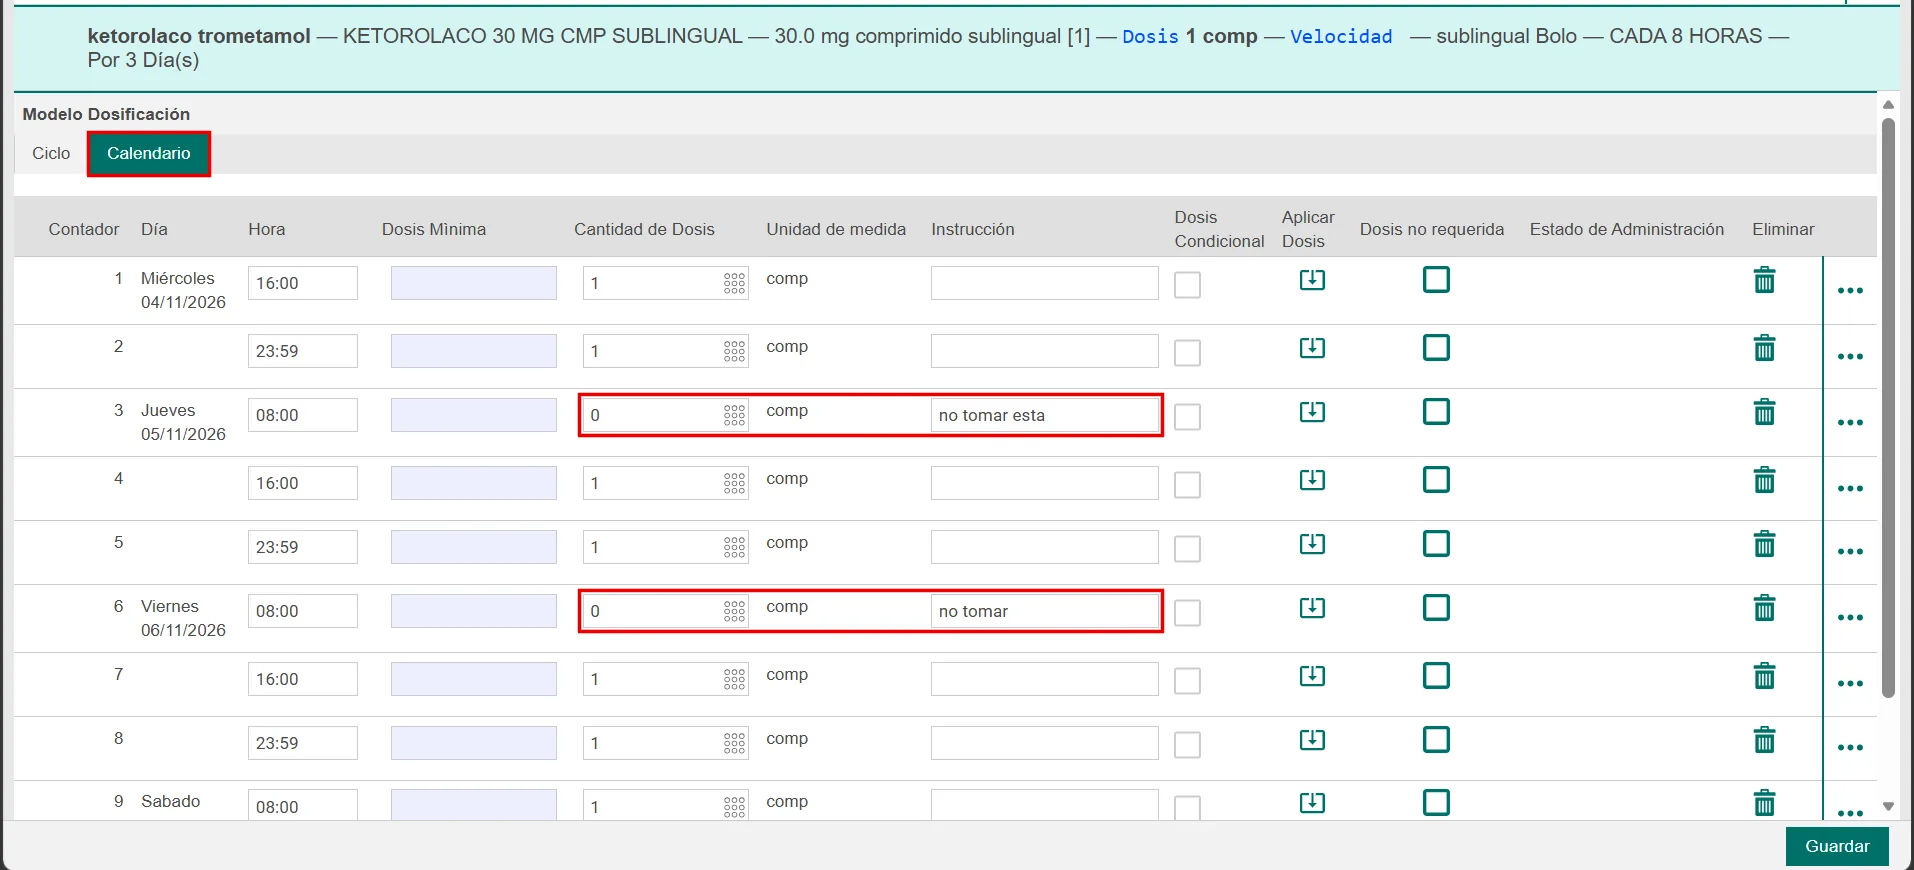 ketorolaco trometamol — KETOROLACO 30 MG CMP SUBLINGUAL — 30.0 mg comprimido sublingual [1] — Dosis 1 comp — Velocidad — sublingual Bolo — CADA 8 HORAS —
Por 3 Día(s)
Modelo Dosificación
Ciclo Calendario
Contador Día Hora Dosis Mìnima Cantidad de Dosis Unidad de medida Instrucción Dosis Condicional Aplicar Dosis Dosis no requerida Estado de Administración Eliminar
1 Miércoles 04/11/2026 16:00 1 comp
2 23:59 1 comp
3 Jueves 05/11/2026 08:00 0 comp no tomar esta
4 16:00 1 comp
5 23:59 1 comp
6 Viernes 06/11/2026 08:00 0 comp no tomar
7 16:00 1 comp
8 23:59 1 comp
9 Sabado 08:00 1 comp
Guardar